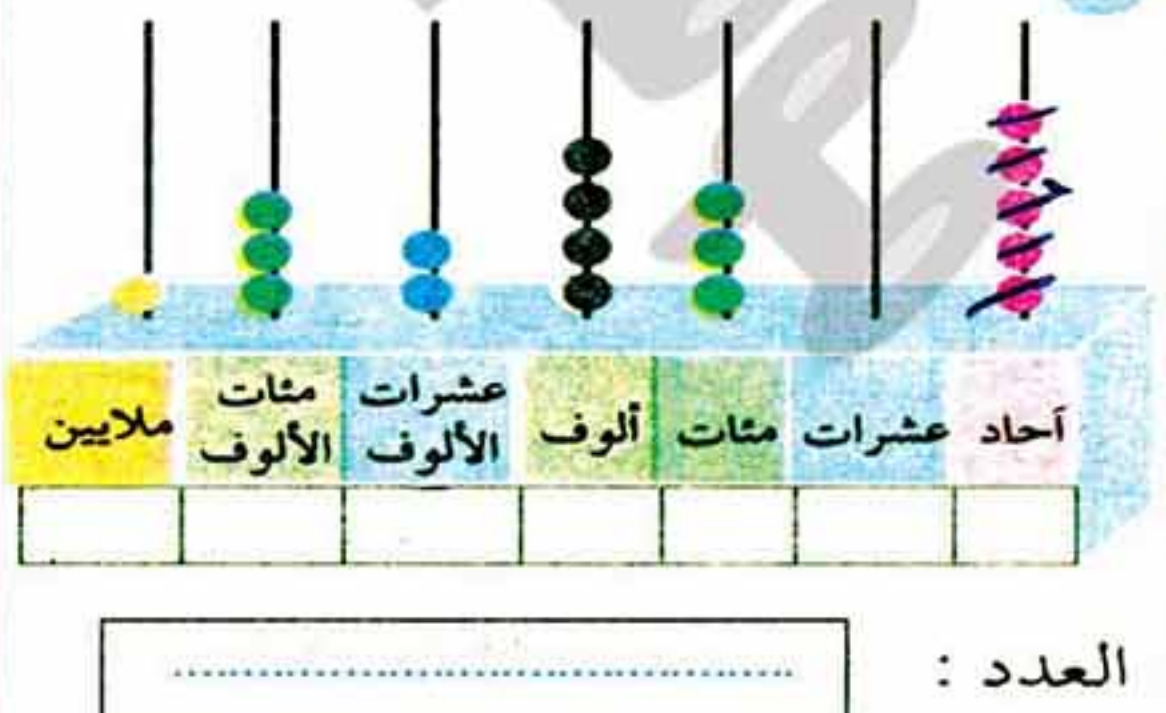 آحاد عشرات مئات ألوف عشرات الألوف مئات الألوف ملايين
العدد :